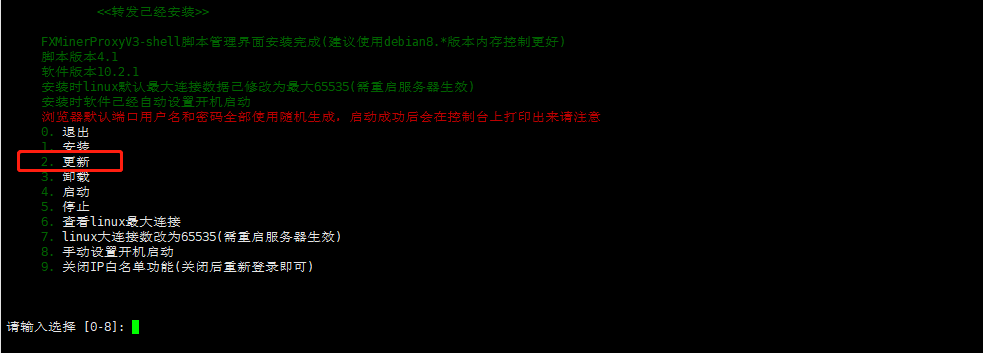 <<转发已经安装>>
FXMinerProxyV3-shell脚本管理界面安装完成(建议使用debian8.*版本内存控制更好)
脚本版本4.1
软件版本10.2.1
安装时linux默认最大连接数据已修改为最大65535(需重启服务器生效)
安装时软件已经自动设置开机启动
浏览器默认端口用户名和密码全部使用随机生成，启动成功后会在控制台上打印出来请注意
0. 退出
1. 安装
2. 更新
3. 卸载
4. 启动
5. 停止
6. 查看linux最大连接
7. linux大连接数改为65535(需重启服务器生效)
8. 手动设置开机启动
9. 关闭IP白名单功能(关闭后重新登录即可)
请输入选择 [0-8]: